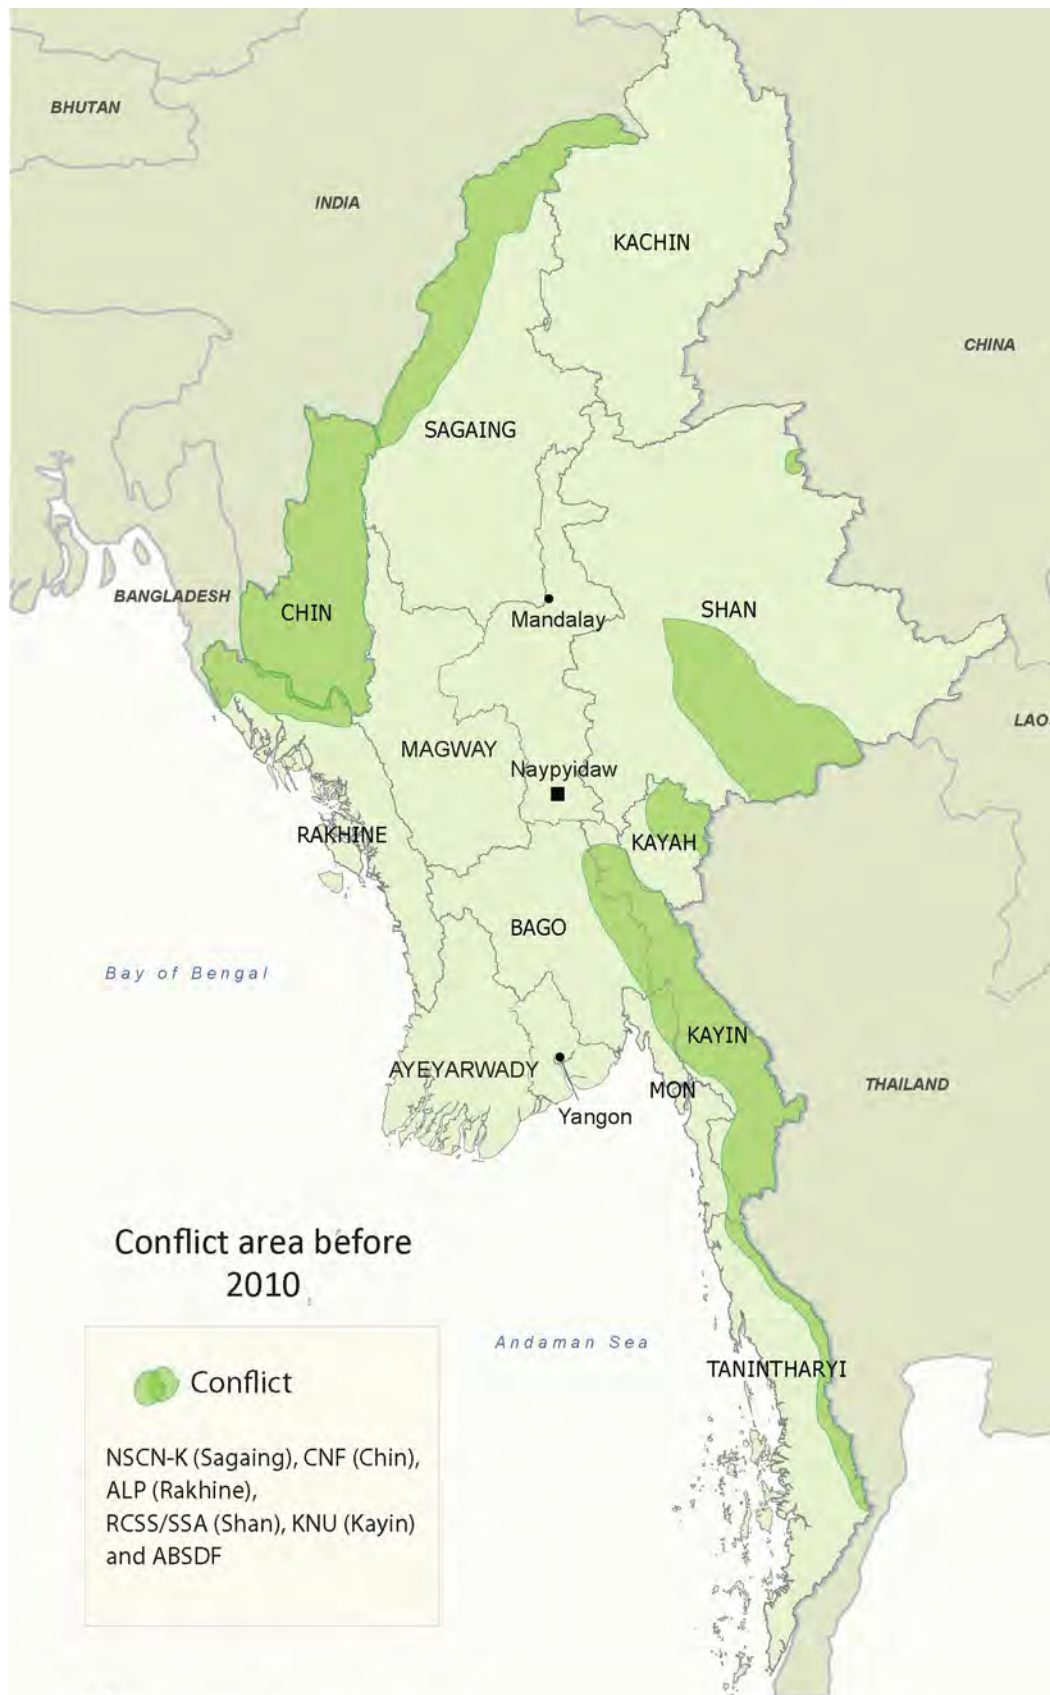 BHUTAN
INDIA
KACHIN
CHINA
SAGAING
BANGLADESH
CHIN
Mandalay
SHAN
LAO
MAGWAY
Naypyidaw
RAKHINE
KAYAH
BAGO
Bay of Bengal
KAYIN
AYEYARWADY
MON
THAILAND
Yangon
Conflict area before
2010
Andaman Sea
TANINTHARYI
Conflict
NSCN-K (Sagaing), CNF (Chin),
ALP (Rakhine),
RCSS/SSA (Shan), KNU (Kayin)
and ABSDF